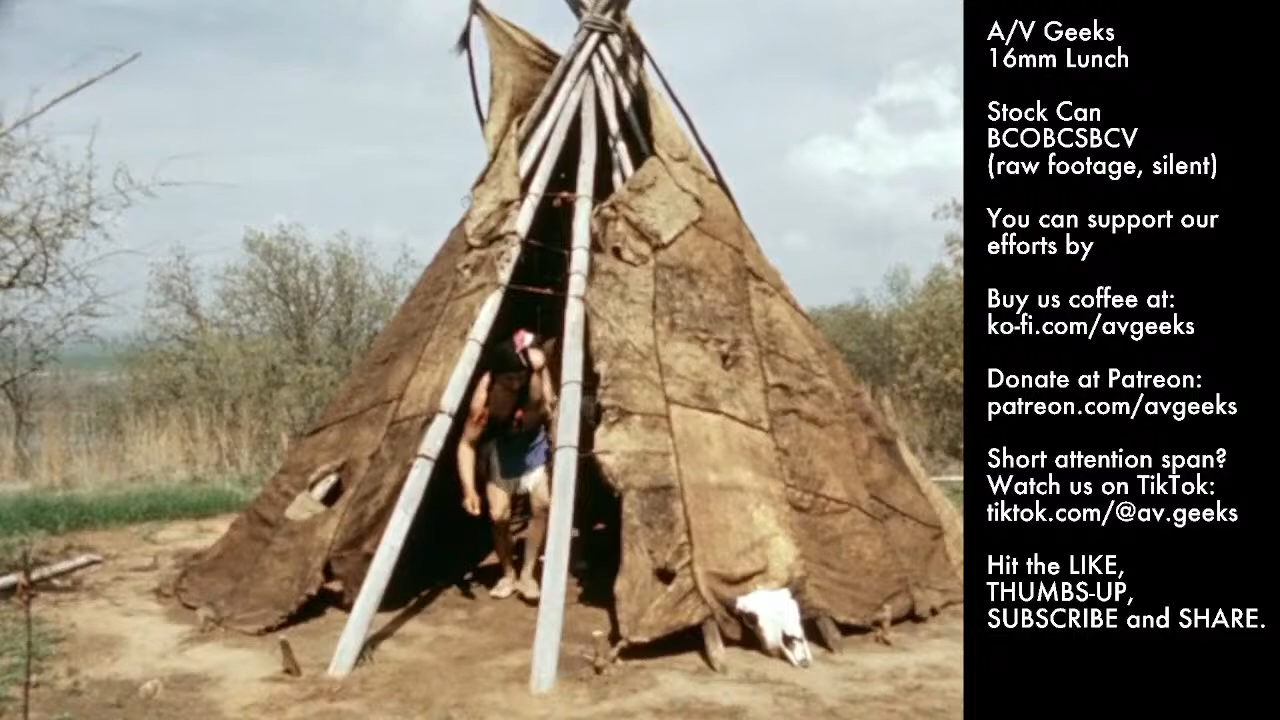 A/V Geeks
16mm Lunch
Stock Can
BCOBCSBCV
(raw footage, silent)
You can support our
efforts by
Buy us coffee at:
ko-fi.com/avgeeks
Donate at Patreon:
patreon.com/avgeeks
Short attention span?
Watch us on TikTok:
tiktok.com/@av.geeks
Hit the LIKE,
THUMBS-UP,
SUBSCRIBE and SHARE.